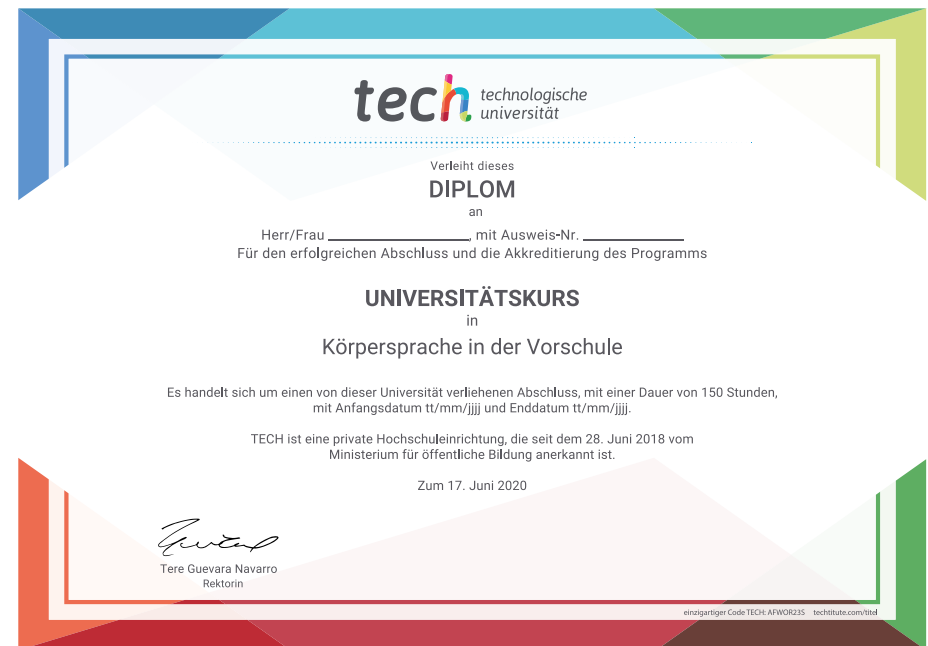 tech technologische
universität
Verleiht dieses
DIPLOM
an
Herr/Frau ____________________, mit Ausweis-Nr. ______________
Für den erfolgreichen Abschluss und die Akkreditierung des Programms
UNIVERSITÄTSKURS
in
Körpersprache in der Vorschule
Es handelt sich um einen von dieser Universität verliehenen Abschluss, mit einer Dauer von 150 Stunden,
mit Anfangsdatum tt/mm/jjjj und Enddatum tt/mm/jjjj.
TECH ist eine private Hochschuleinrichtung, die seit dem 28. Juni 2018 vom
Ministerium für öffentliche Bildung anerkannt ist.
Zum 17. Juni 2020
Tere Guevara Navarro
Rektorin
einzigartiger Code TECH: AFWOR23S techtitute.com/titel